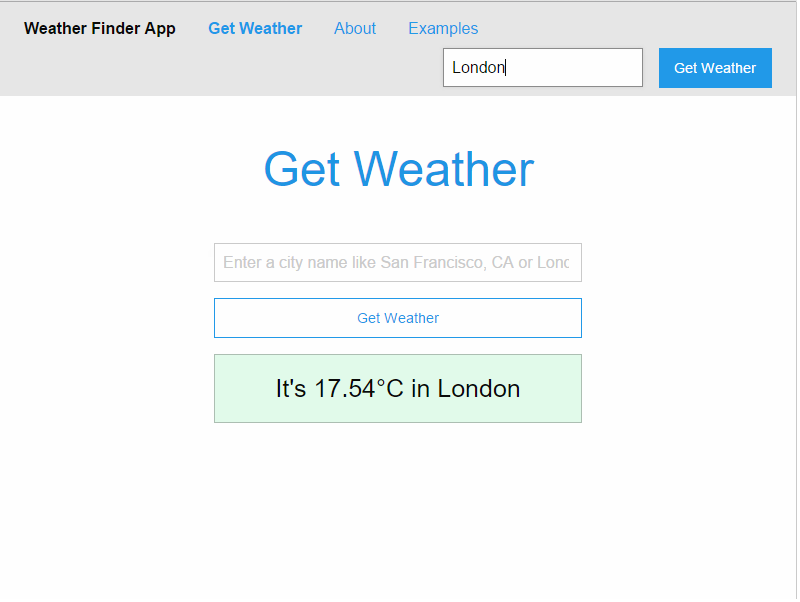 Weather Finder App Get Weather About Examples
London Get Weather
Get Weather
Enter a city name like San Francisco, CA or Lond
Get Weather
It's 17.54°C in London